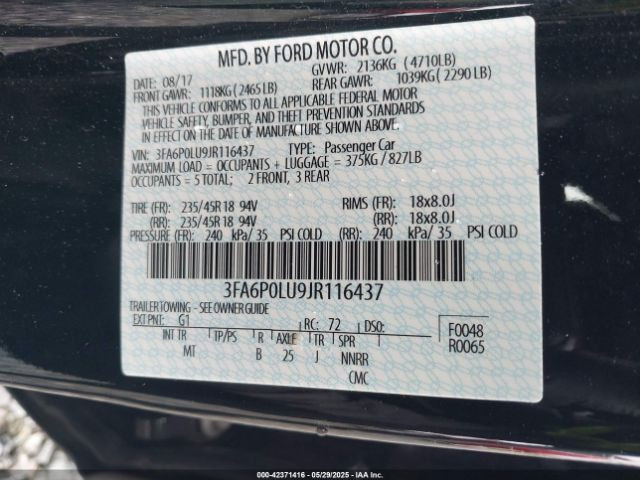 MFD. BY FORD MOTOR CO.
DATE: 08/17 GVWR: 2136KG ( 4710LB)
FRONT GAWR: 1118KG ( 2465LB) REAR GAWR: 1039KG ( 2290LB)
THIS VEHICLE CONFORMS TO ALL APPLICABLE FEDERAL MOTOR
VEHICLE SAFETY, BUMPER, AND THEFT PREVENTION STANDARDS
IN EFFECT ON THE DATE OF MANUFACTURE SHOWN ABOVE.
VIN: 3FA6P0LU9JR116437 TYPE: Passenger Car
MAXIMUM LOAD = OCCUPANTS + LUGGAGE = 375KG / 827LB
OCCUPANTS = 5 TOTAL; 2 FRONT, 3 REAR
TIRE (FR): 235/45R18 94V RIMS (FR): 18x8.0J
(RR): 235/45R18 94V (RR): 18x8.0J
PRESSURE (FR): 240 kPa/ 35 PSI COLD (RR): 240 kPa/ 35 PSI COLD
3FA6P0LU9JR116437
TRAILER TOWING - SEE OWNER GUIDE
EXT PNT: G1 RC: 72 DSO: F0048
INT TR TP/PS R AXLE TR SPR R0065
MT B 25 J NNRR
CMC
000-42371416 | 05/29/2025 | IAAI.com